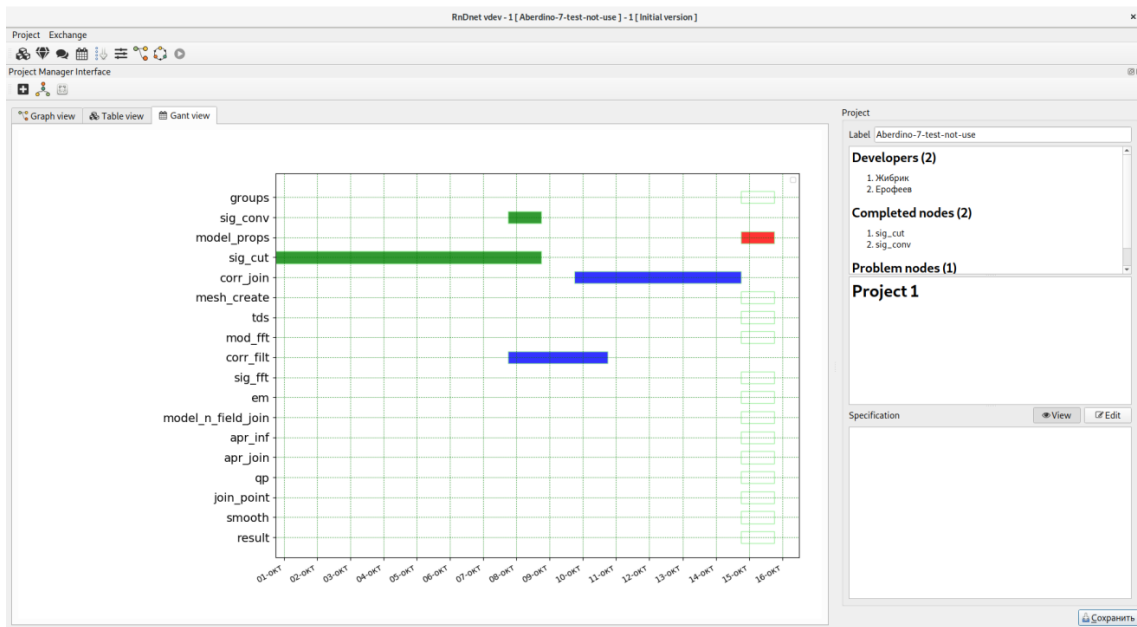 RnDnet vdev - 1 [ Aberdino-7-test-not-use ] - 1 [ Initial version ]
Project Exchange
Project Manager Interface
Graph view Table view Gant view
groups
sig_conv
model_props
sig_cut
corr_join
mesh_create
tds
mod_fft
corr_filt
sig_fft
em
model_n_field_join
apr_inf
apr_join
qp
join_point
smooth
result
01-окт 02-окт 03-окт 04-окт 05-окт 06-окт 07-окт 08-окт 09-окт 10-окт 11-окт 12-окт 13-окт 14-окт 15-окт 16-окт
Project
Label Aberdino-7-test-not-use
Developers (2)
1. Жибрик
2. Ерофеев
Completed nodes (2)
1. sig_cut
2. sig_conv
Problem nodes (1)
Project 1
Specification View Edit
Сохранить